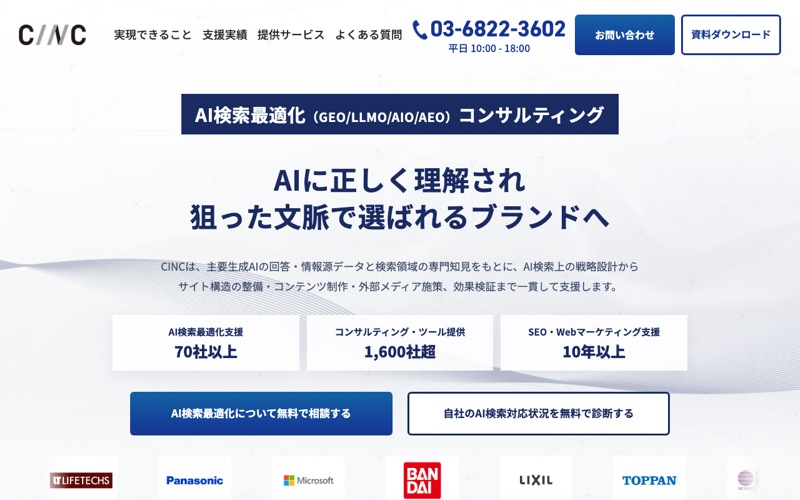 CINC
実現できること 支援実績 提供サービス よくある質問
03-6822-3602
平日 10:00 - 18:00
お問い合わせ
資料ダウンロード
AI検索最適化（GEO/LLMO/AIO/AEO）コンサルティング
AIに正しく理解され
狙った文脈で選ばれるブランドへ
CINCは、主要生成AIの回答・情報源データと検索領域の専門知見をもとに、AI検索上の戦略設計から
サイト構造の整備・コンテンツ制作・外部メディア施策、効果検証まで一貫して支援します。
AI検索最適化支援
70社以上
コンサルティング・ツール提供
1,600社超
SEO・Webマーケティング支援
10年以上
AI検索最適化について無料で相談する
自社のAI検索対応状況を無料で診断する
LT LIFETECHS
Panasonic
Microsoft
BAN
DAI
LIXIL
TOPPAN